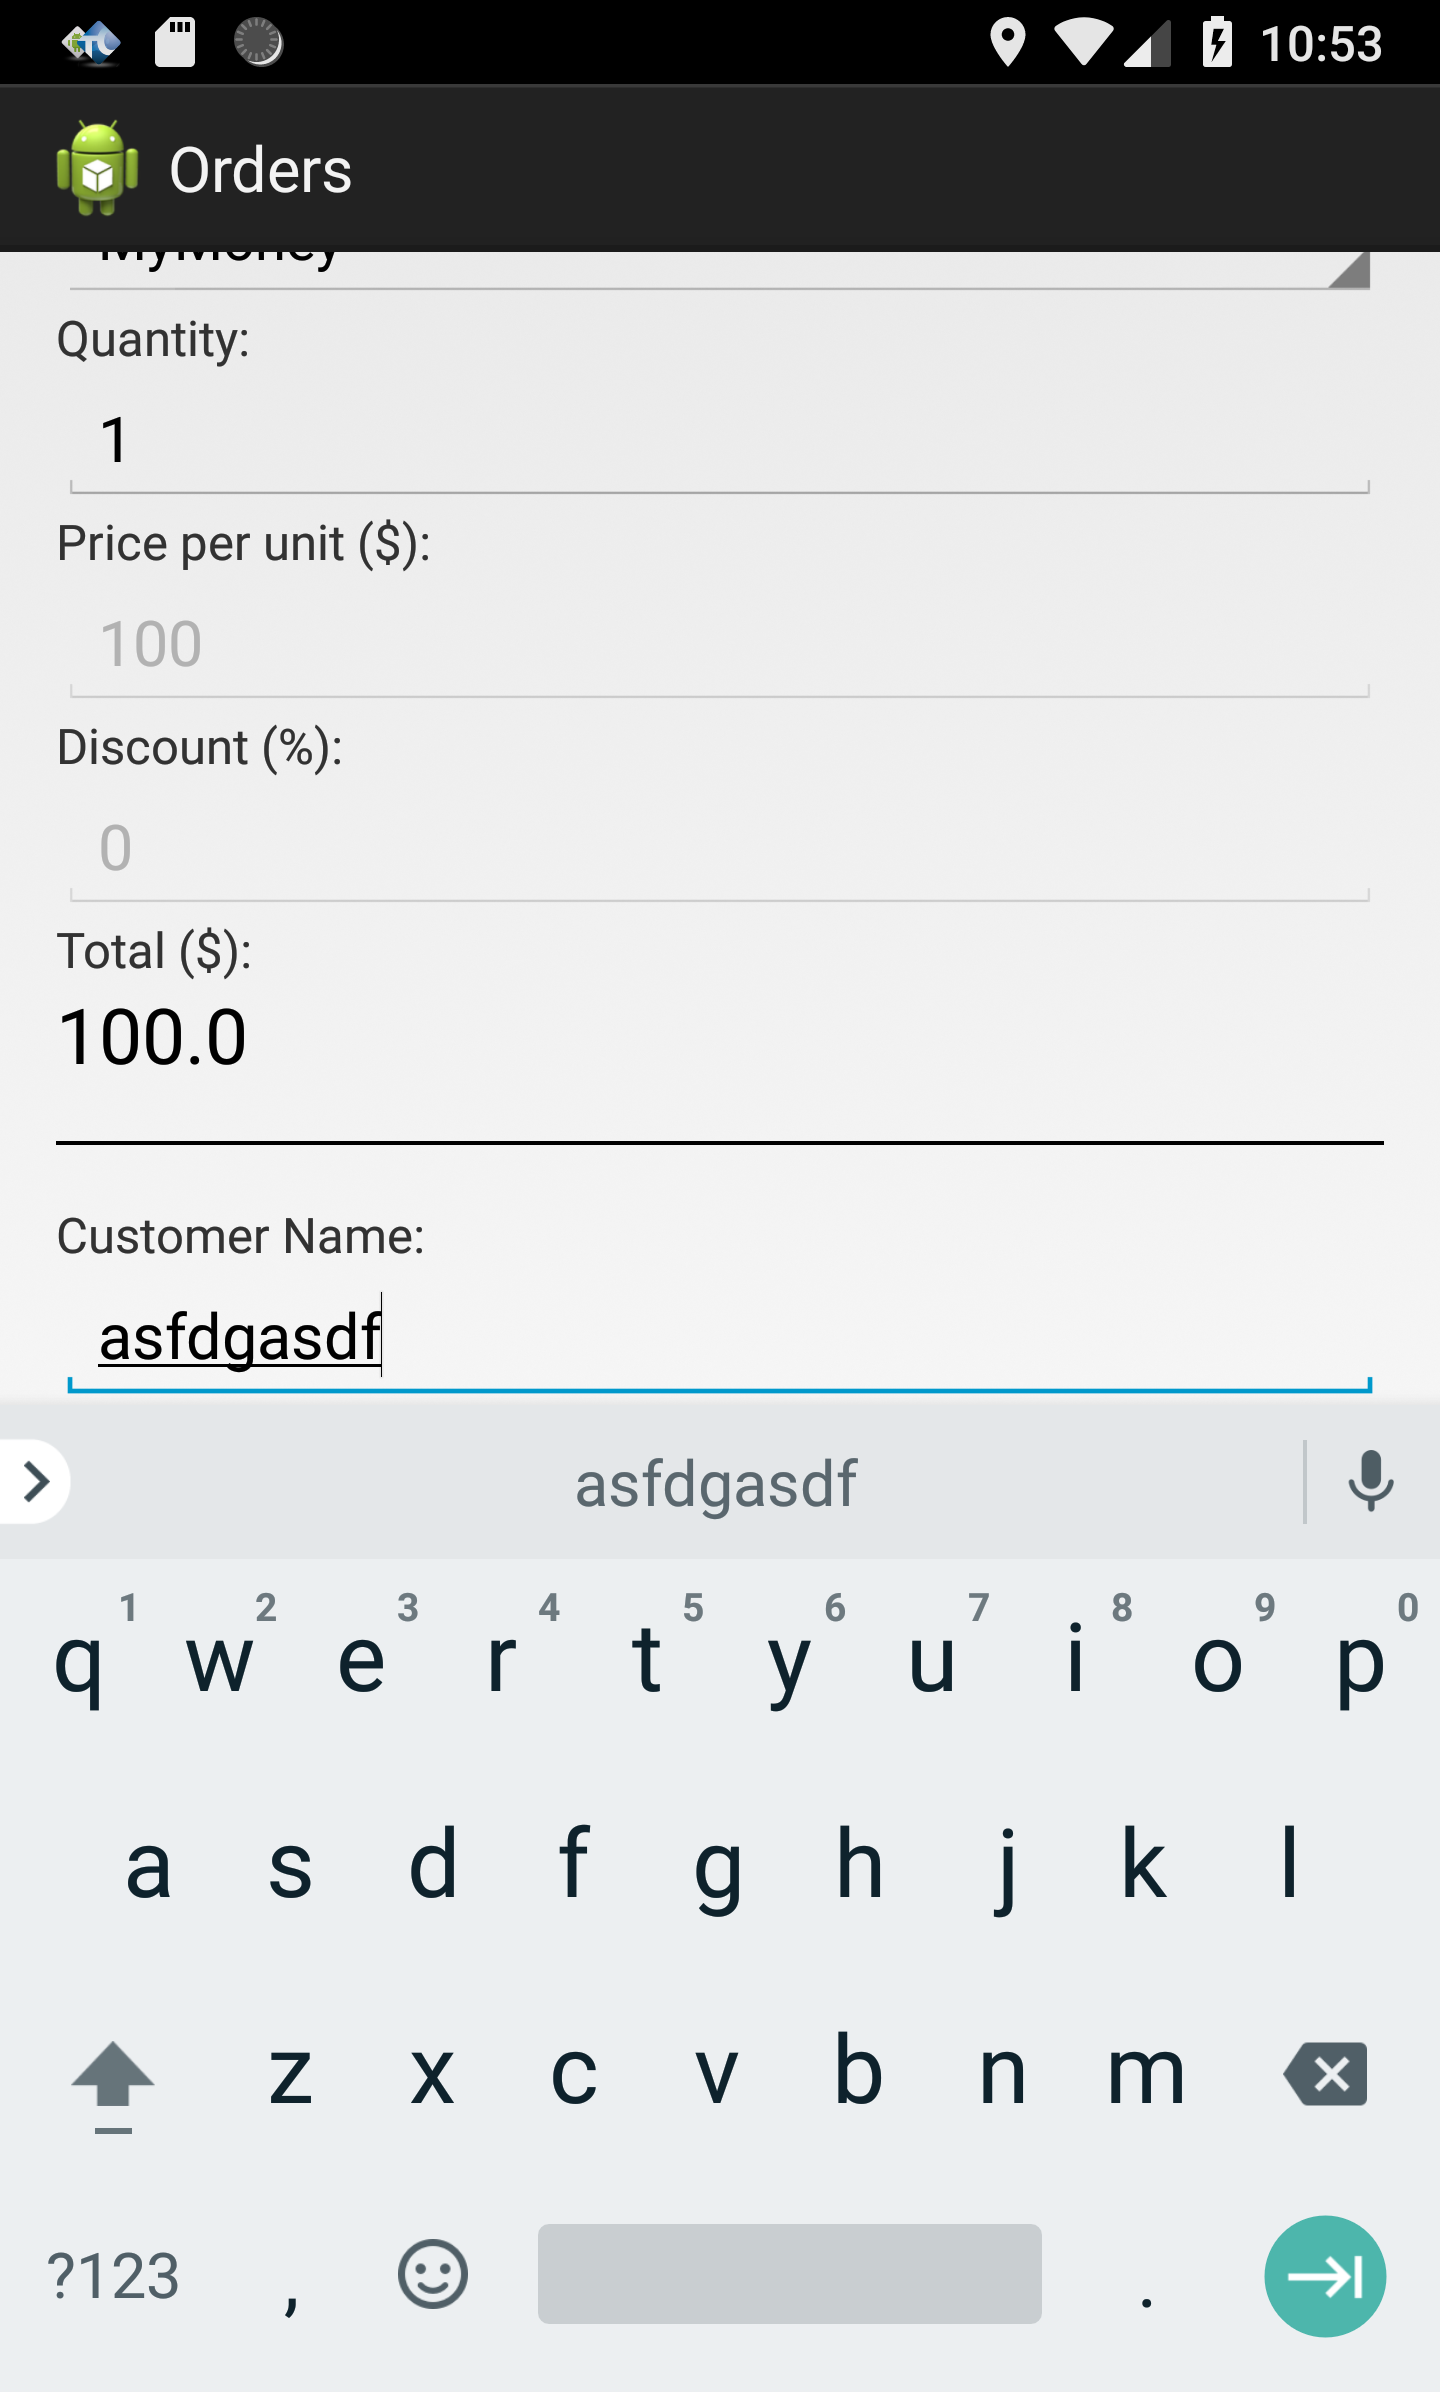 10:53
Orders
MyMoney
Quantity:
1
Price per unit ($):
100
Discount (%):
0
Total ($):
100.0
Customer Name:
asfdgasdf
asfdgasdf
1 2 3 4 5 6 7 8 9 0
q w e r t y u i o p
a s d f g h j k l
z x c v b n m
?123 , .